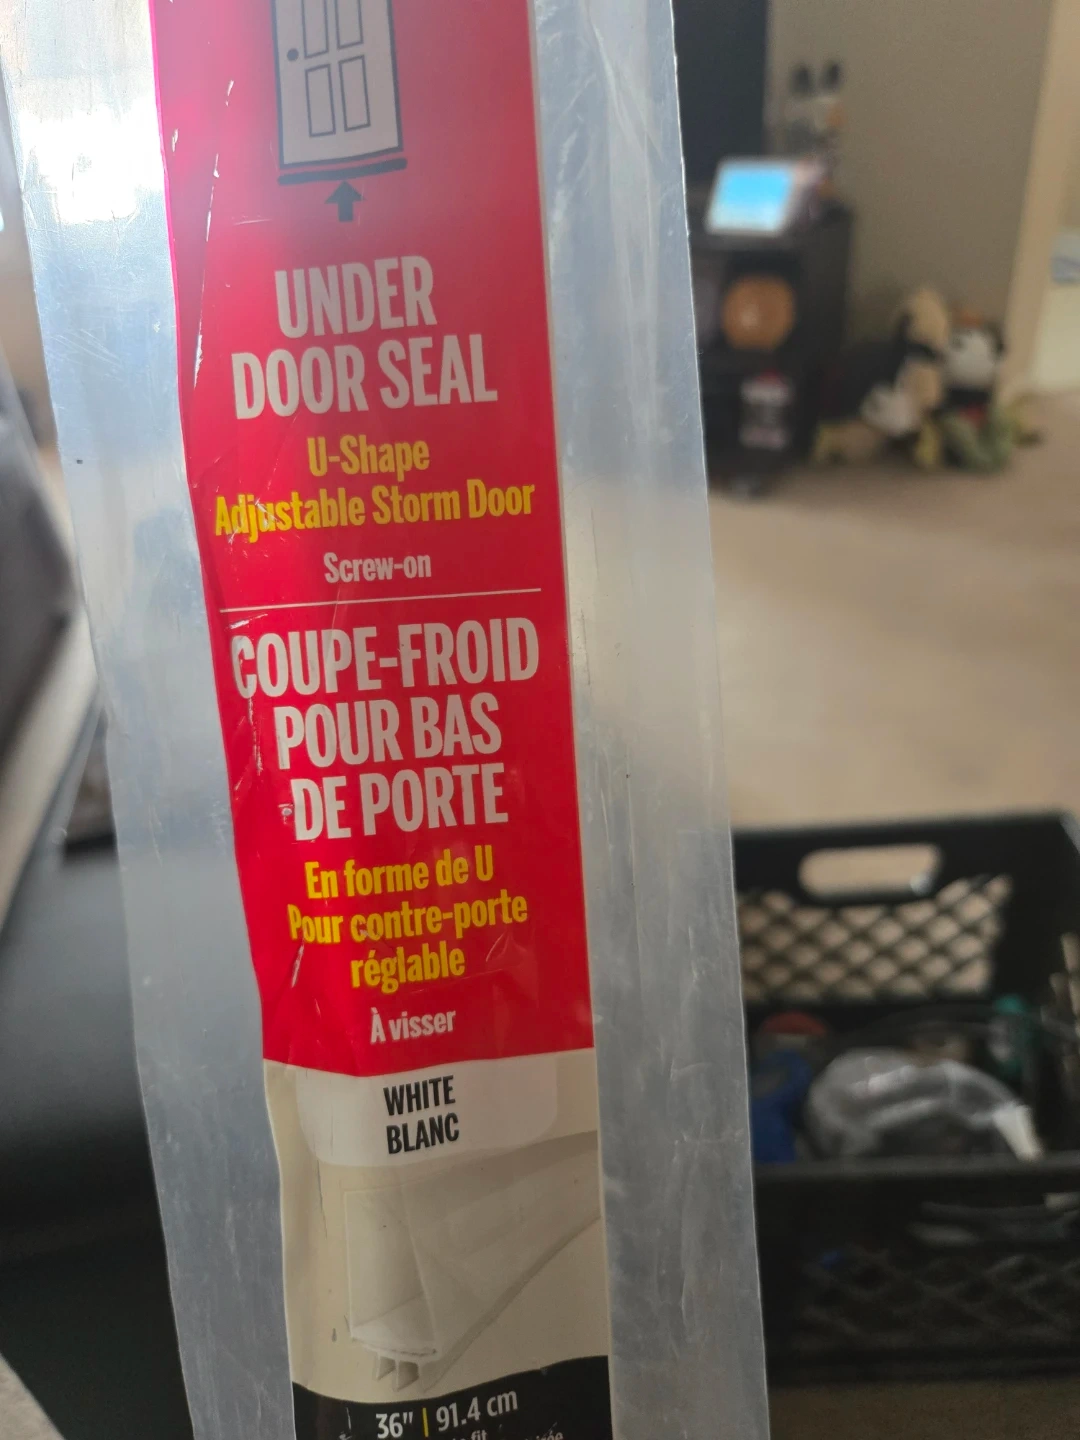 UNDER
DOOR SEAL
U-Shape
Adjustable Storm Door
Screw-on
COUPE-FROID
POUR BAS
DE PORTE
En forme de U
Pour contre-porte
réglable
À visser
WHITE
BLANC
36" | 91.4 cm
fit